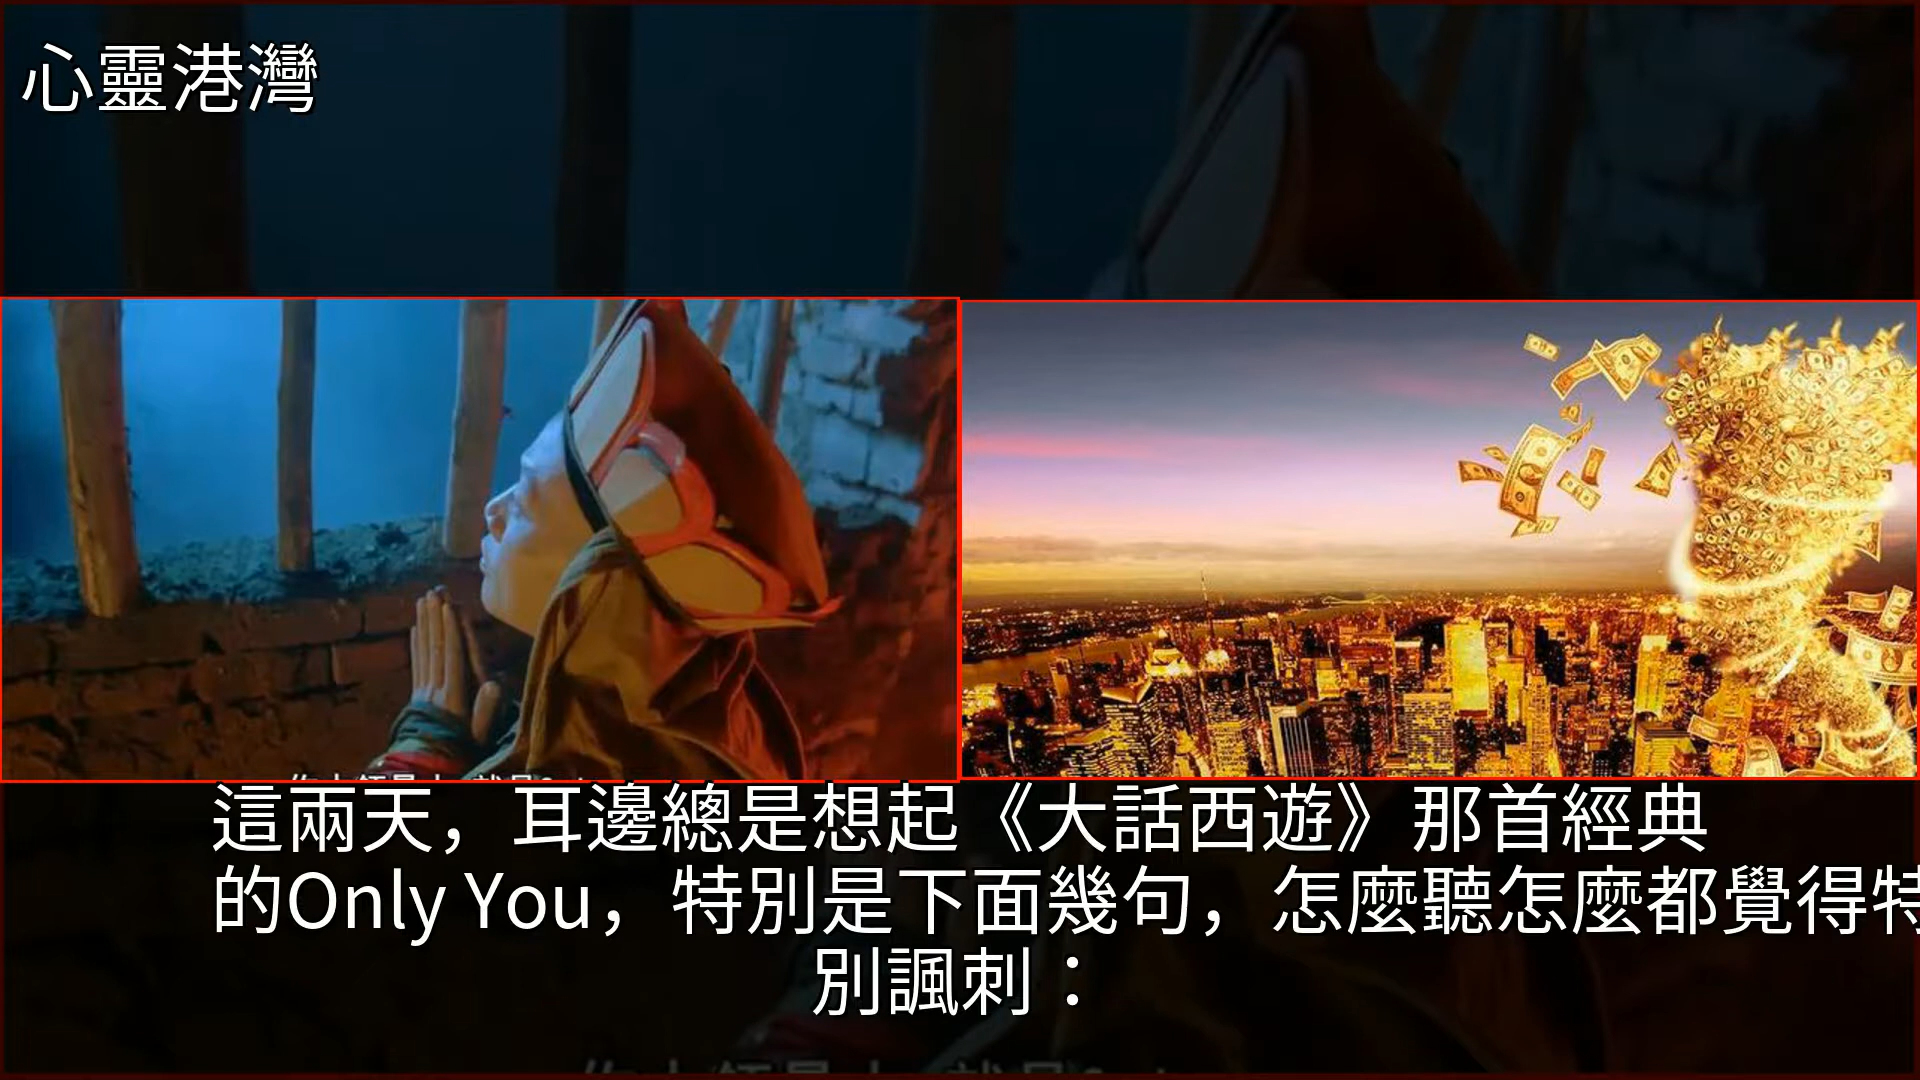 心靈港灣
這兩天，耳邊總是想起《大話西遊》那首經典
的Only You，特別是下面幾句，怎麼聽怎麼都覺得特
別諷刺：